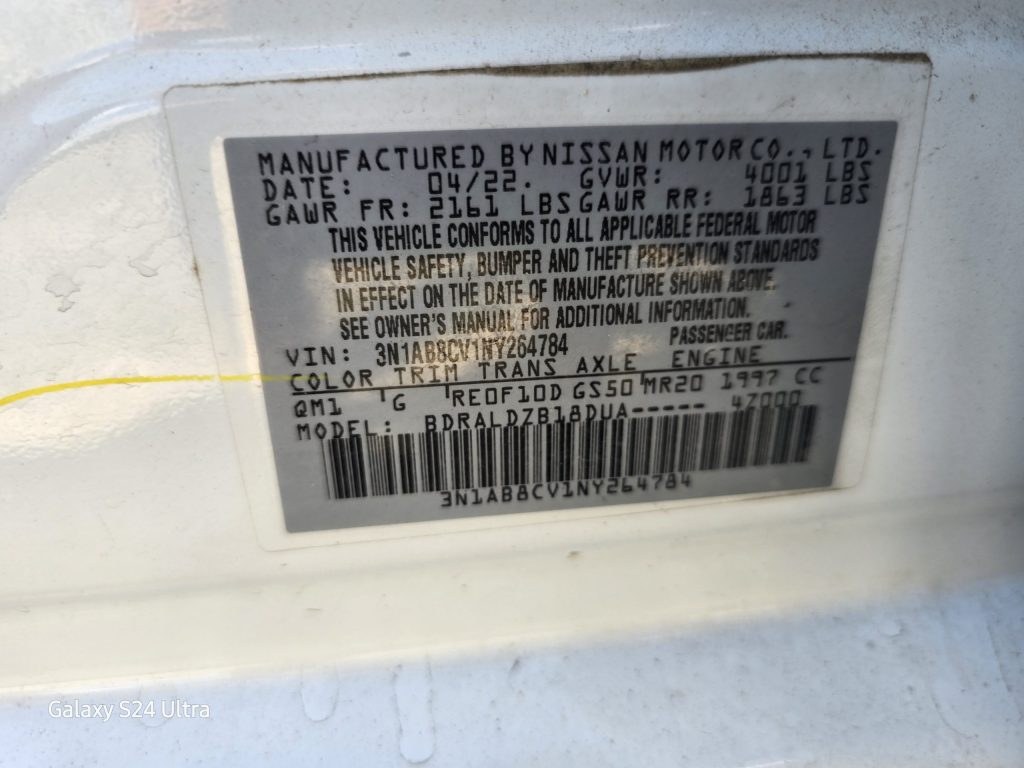 MANUFACTURED BY NISSAN MOTOR CO., LTD.
DATE: 04/22. GVWR: 4001 LBS
GAWR FR: 2161 LBS GAWR RR: 1863 LBS
THIS VEHICLE CONFORMS TO ALL APPLICABLE FEDERAL MOTOR
VEHICLE SAFETY, BUMPER AND THEFT PREVENTION STANDARDS
IN EFFECT ON THE DATE OF MANUFACTURE SHOWN ABOVE.
SEE OWNER'S MANUAL FOR ADDITIONAL INFORMATION.
VIN: 3N1AB8CV1NY264784 PASSENGER CAR.
COLOR TRIM TRANS AXLE ENGINE
QM1 G RE0F10D GS50 MR20 1997 CC
MODEL: BDRALDZB18DUA----- 47000
3N1AB8CV1NY264784
Galaxy S24 Ultra